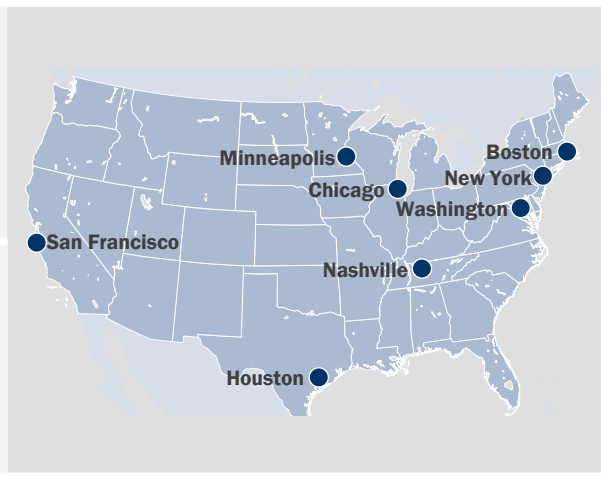 Boston
Minneapolis
New York
Chicago
Washington
San Francisco
Nashville
Houston